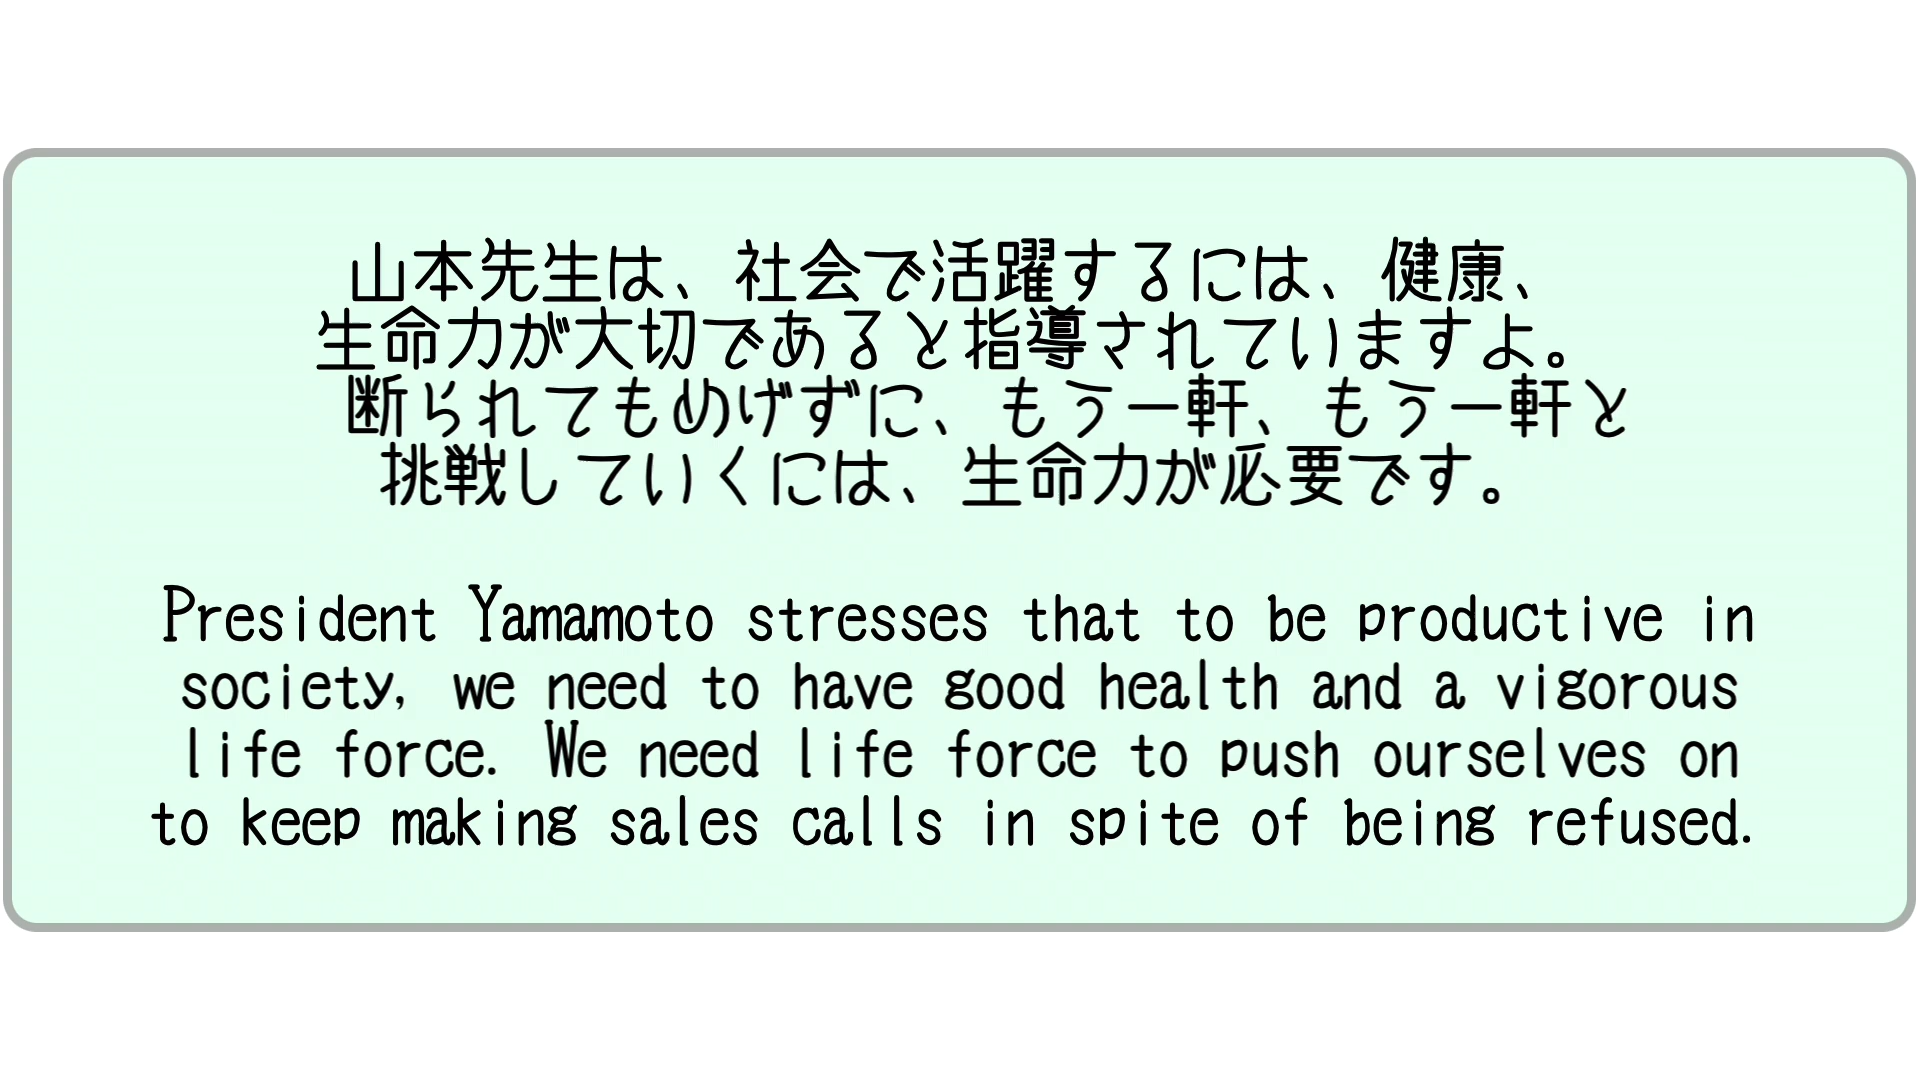 山本先生は、社会で活躍するには、健康、
生命力が大切であると指導されていますよ。
断られてもめげずに、もう一軒、もう一軒と
挑戦していくには、生命力が必要です。
President Yamamoto stresses that to be productive in
society, we need to have good health and a vigorous
life force. We need life force to push ourselves on
to keep making sales calls in spite of being refused.